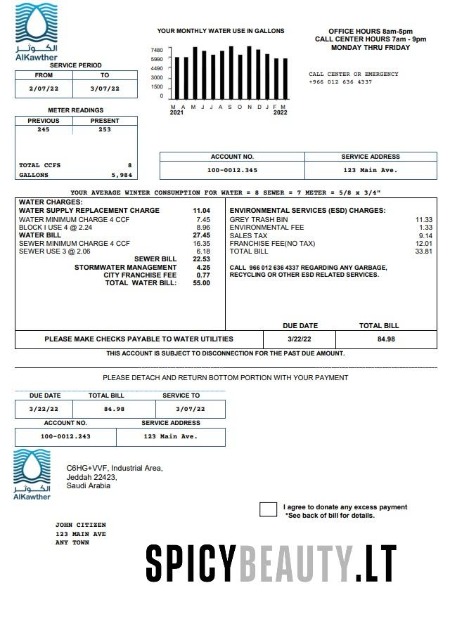 الكوثر
AlKawther
SERVICE PERIOD
FROM TO
2/07/22 3/07/22
METER READINGS
PREVIOUS PRESENT
245 253
TOTAL CCFS 8
GALLONS 5,984
YOUR MONTHLY WATER USE IN GALLONS
7480
5990
4490
3000
1500
0
M A M J J A S O N D J F M
2021 2022
OFFICE HOURS 8am-5pm
CALL CENTER HOURS 7am - 9pm
MONDAY THRU FRIDAY
CALL CENTER OR EMERGENCY
+966 012 636 4337
ACCOUNT NO. SERVICE ADDRESS
100-0012.345 123 Main Ave.
YOUR AVERAGE WINTER CONSUMPTION FOR WATER = 8 SEWER = 7 METER = 5/8 x 3/4"
WATER CHARGES:
WATER SUPPLY REPLACEMENT CHARGE 11.04
WATER MINIMUM CHARGE 4 CCF 7.45
BLOCK I USE 4 @ 2.24 8.96
WATER BILL 27.45
SEWER MINIMUM CHARGE 4 CCF 16.35
SEWER USE 3 @ 2.06 6.18
SEWER BILL 22.53
STORMWATER MANAGEMENT 4.25
CITY FRANCHISE FEE 0.77
TOTAL WATER BILL: 55.00
ENVIRONMENTAL SERVICES (ESD) CHARGES:
GREY TRASH BIN 11.33
ENVIRONMENTAL FEE 1.33
SALES TAX 9.14
FRANCHISE FEE(NO TAX) 12.01
TOTAL BILL 33.81
CALL 966 012 636 4337 REGARDING ANY GARBAGE,
RECYCLING OR OTHER ESD RELATED SERVICES.
DUE DATE TOTAL BILL
PLEASE MAKE CHECKS PAYABLE TO WATER UTILITIES 3/22/22 84.98
THIS ACCOUNT IS SUBJECT TO DISCONNECTION FOR THE PAST DUE AMOUNT.
PLEASE DETACH AND RETURN BOTTOM PORTION WITH YOUR PAYMENT
DUE DATE TOTAL BILL SERVICE TO
3/22/22 84.98 3/07/22
ACCOUNT NO. SERVICE ADDRESS
100-0012.243 123 Main Ave.
الكوثر
AlKawther
C6HG+VVF, Industrial Area,
Jeddah 22423,
Saudi Arabia
I agree to donate any excess payment
*See back of bill for details.
JOHN CITIZEN
123 MAIN AVE
ANY TOWN
SPICYBEAUTY.LT